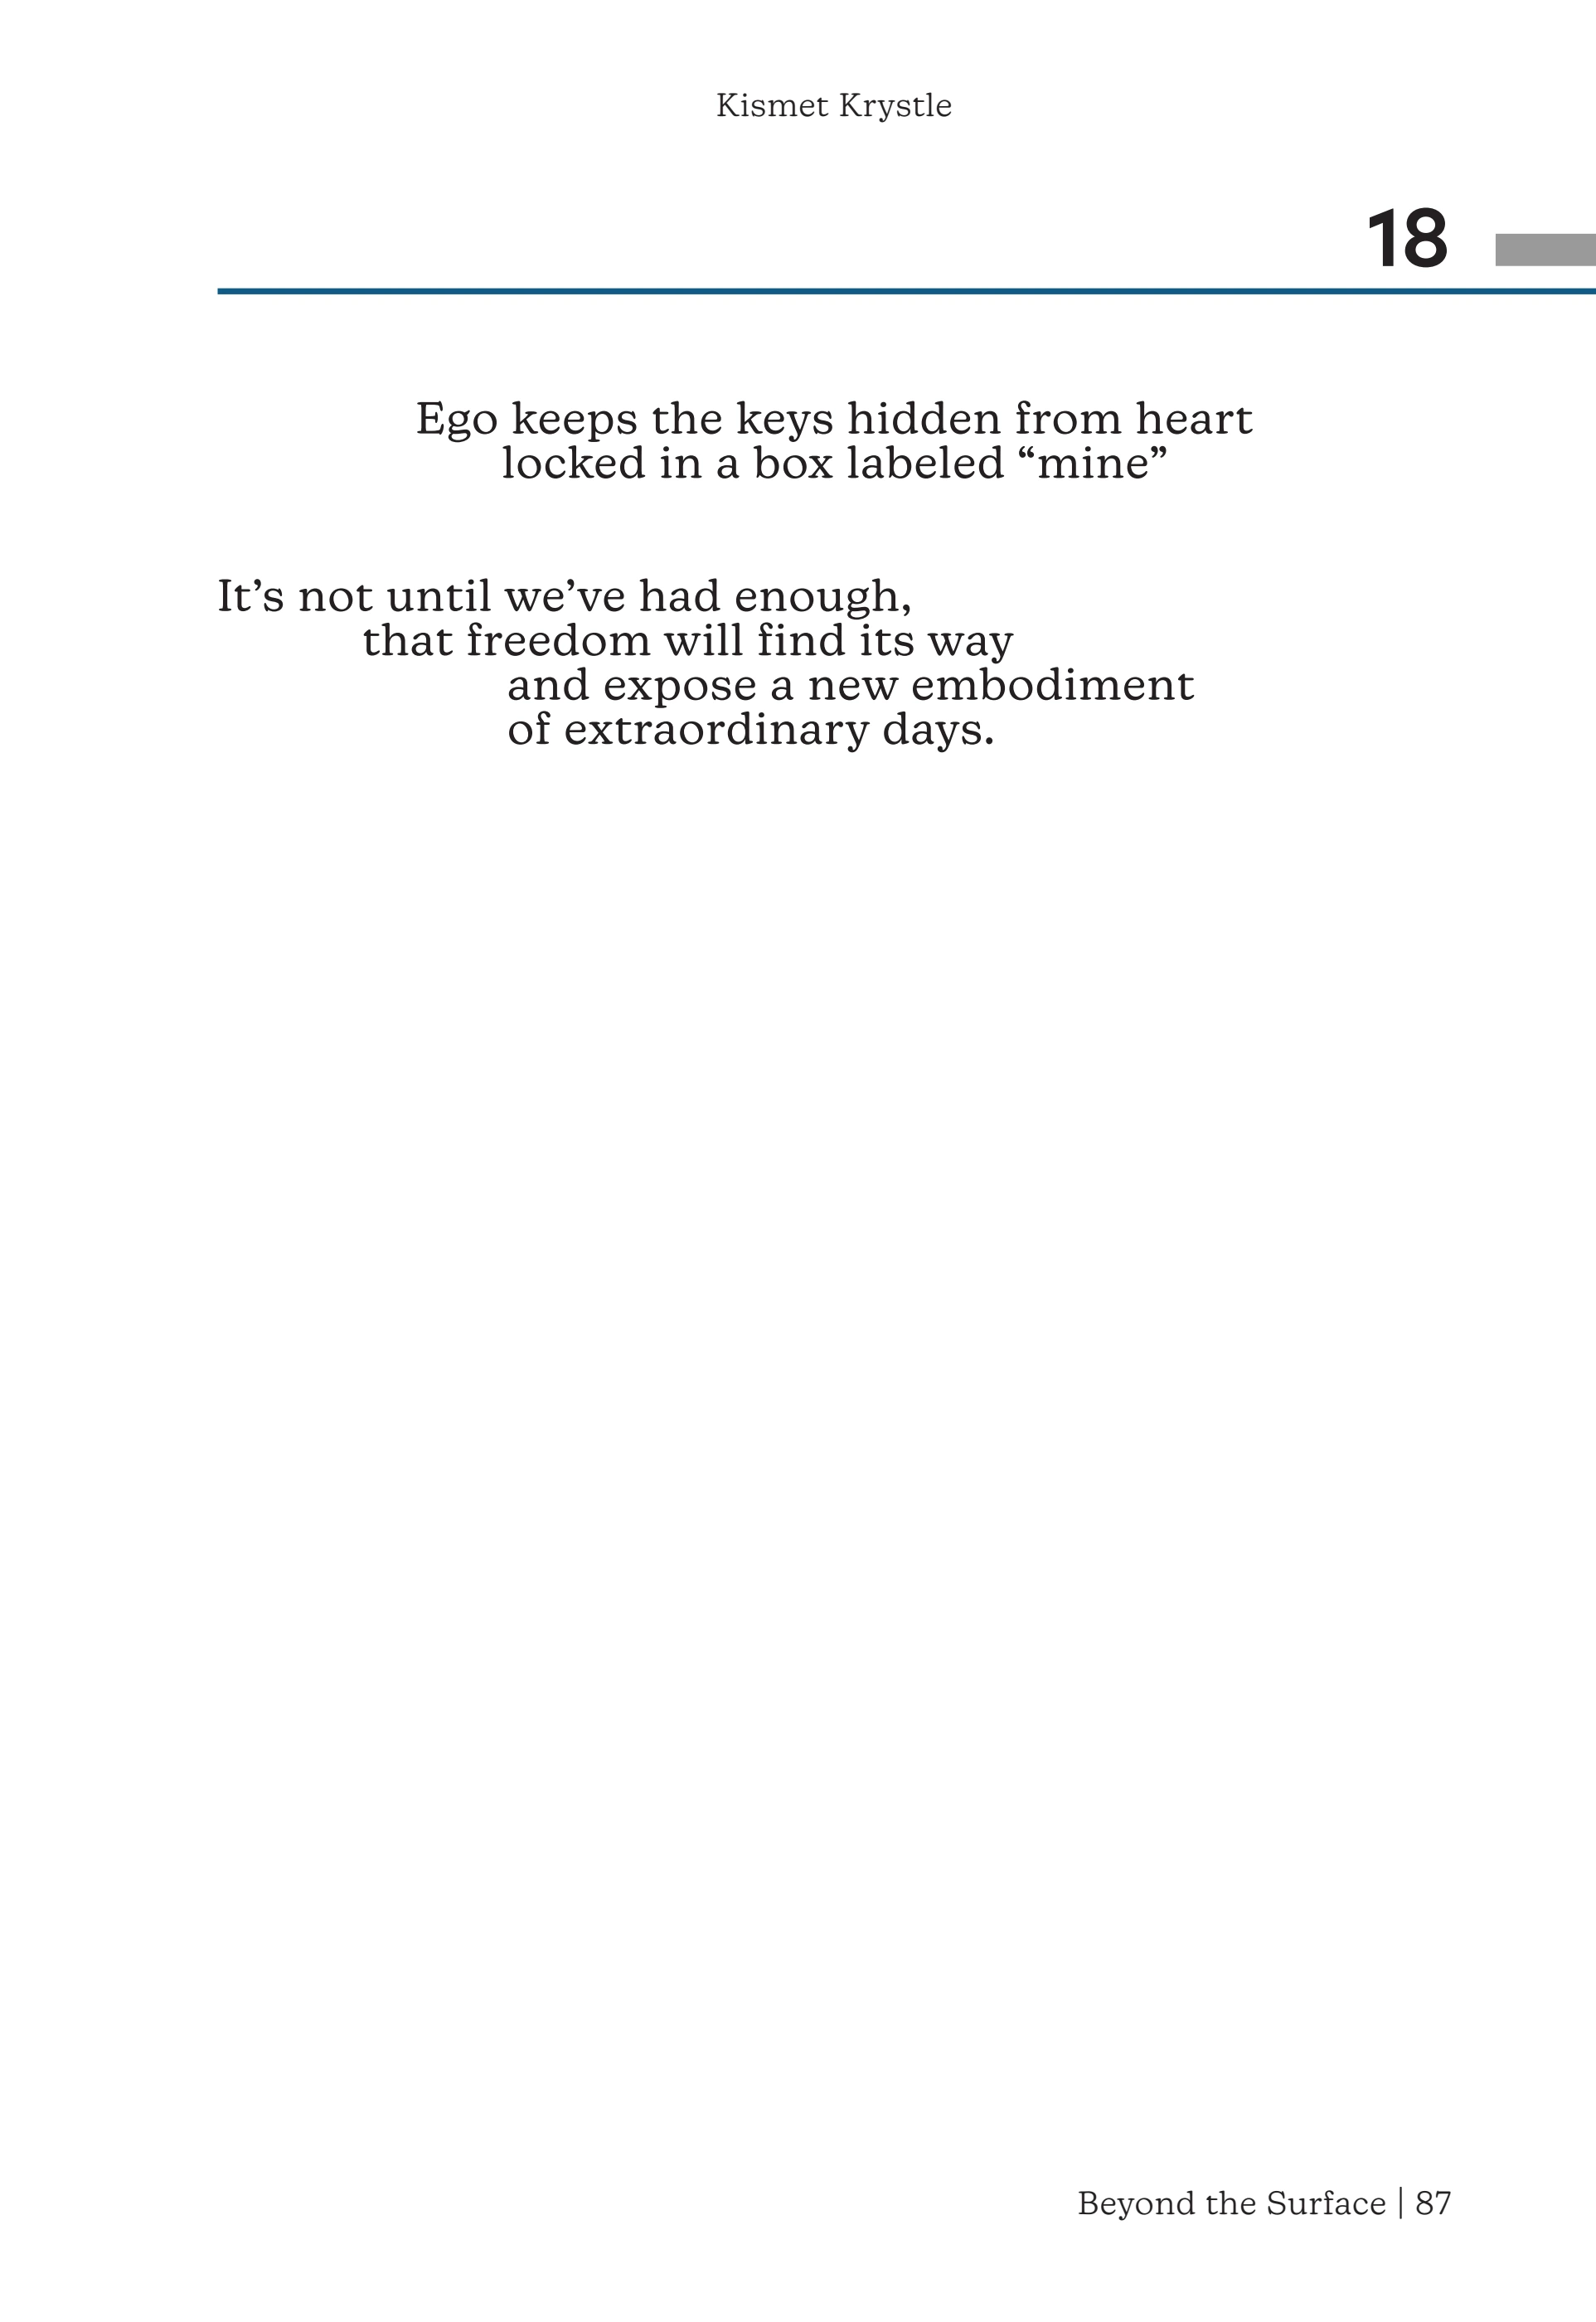 Kismet Krystle
18
Ego keeps the keys hidden from heart
locked in a box labeled “mine”
It’s not until we’ve had enough,
that freedom will find its way
and expose a new embodiment
of extraordinary days.
Beyond the Surface | 87